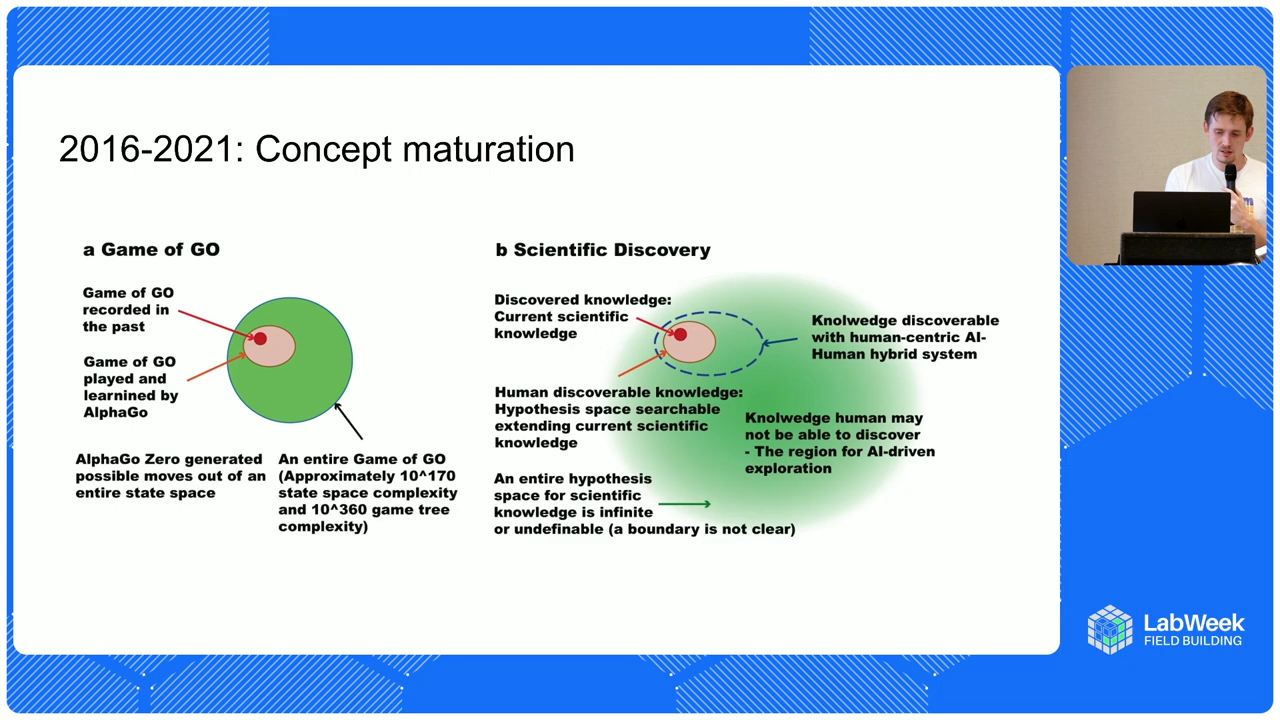 2016-2021: Concept maturation
a Game of GO
Game of GO
recorded in
the past
Game of GO
played and
learnined by
AlphaGo
AlphaGo Zero generated
possible moves out of an
entire state space
An entire Game of GO
(Approximately 10^170
state space complexity
and 10^360 game tree
complexity)
b Scientific Discovery
Discovered knowledge:
Current scientific
knowledge
Knolwedge discoverable
with human-centric AI-
Human hybrid system
Human discoverable knowledge:
Hypothesis space searchable
extending current scientific
knowledge
Knolwedge human may
not be able to discover
- The region for AI-driven
exploration
An entire hypothesis
space for scientific
knowledge is infinite
or undefinable (a boundary is not clear)
LabWeek
FIELD BUILDING